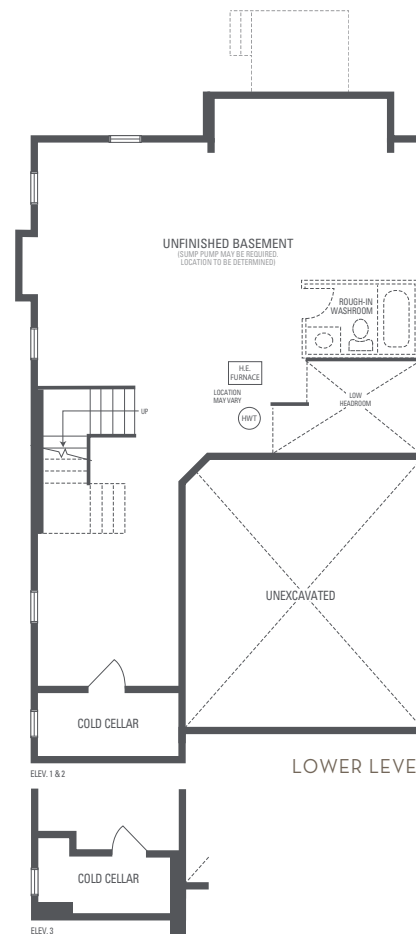 UNFINISHED BASEMENT
(SUMP PUMP MAY BE REQUIRED.
LOCATION TO BE DETERMINED)
ROUGH-IN
WASHROOM
H.E.
FURNACE
LOCATION
MAY VARY
HWT
LOW
HEADROOM
UP
UNEXCAVATED
COLD CELLAR
ELEV. 1 & 2
LOWER LEVE
COLD CELLAR
ELEV. 3